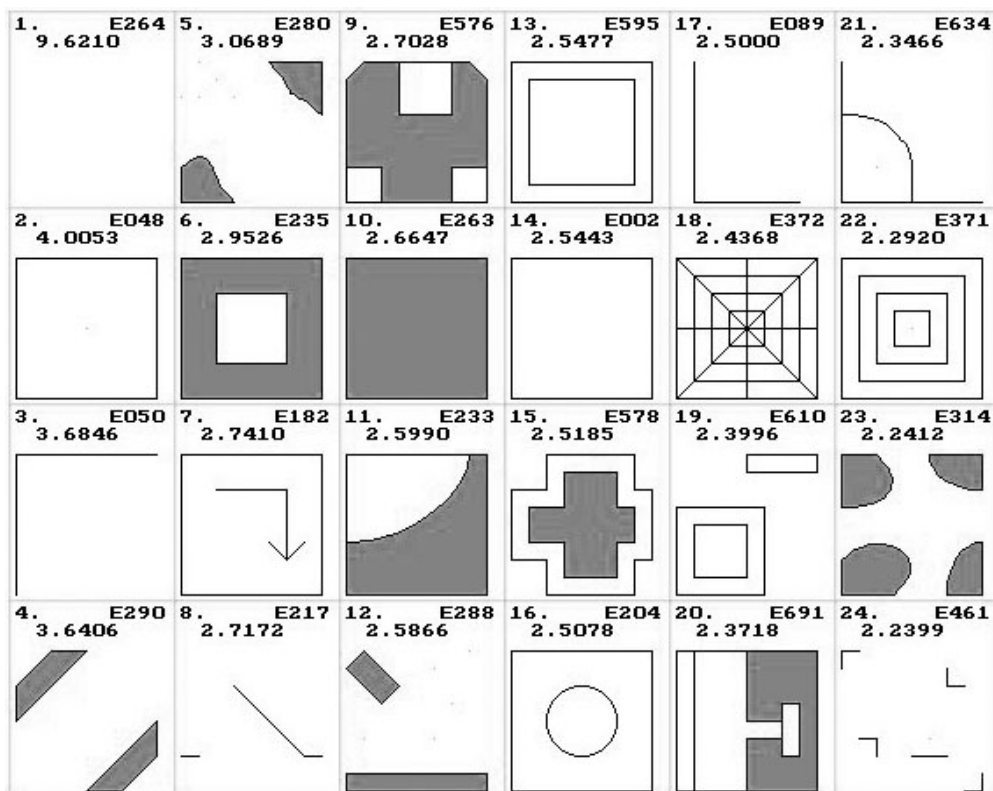 1. E264
9.6210
5. E280
3.0689
9. E576
2.7028
13. E595
2.5477
17. E089
2.5000
21. E634
2.3466
2. E048
4.0053
6. E235
2.9526
10. E263
2.6647
14. E002
2.5443
18. E372
2.4368
22. E371
2.2920
3. E050
3.6846
7. E182
2.7410
11. E233
2.5990
15. E578
2.5185
19. E610
2.3996
23. E314
2.2412
4. E290
3.6406
8. E217
2.7172
12. E288
2.5866
16. E204
2.5078
20. E691
2.3718
24. E461
2.2399